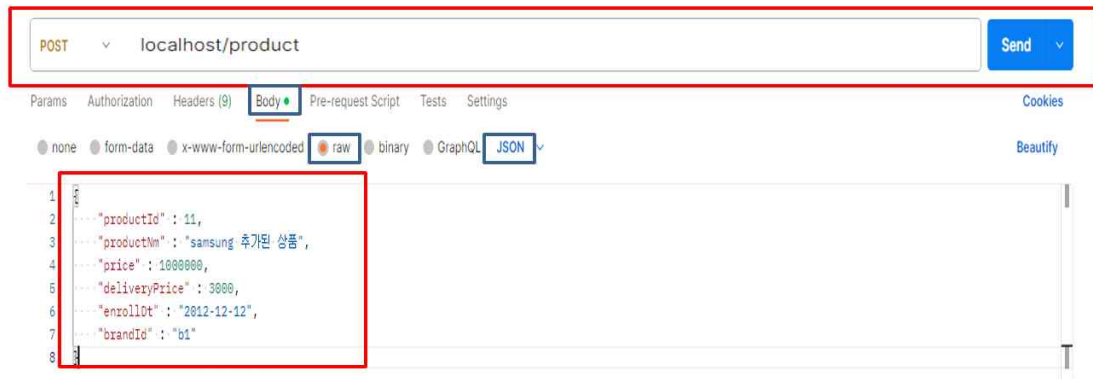 POST localhost/product Send
Params Authorization Headers (9) Body Pre-request Script Tests Settings Cookies
none form-data x-www-form-urlencoded raw binary GraphQL JSON Beautify
1 {
2 "productId" : 11,
3 "productNm" : "samsung 추가된 상품",
4 "price" : 1000000,
5 "deliveryPrice" : 3000,
6 "enrollDt" : "2012-12-12",
7 "brandId" : "b1"
8 }